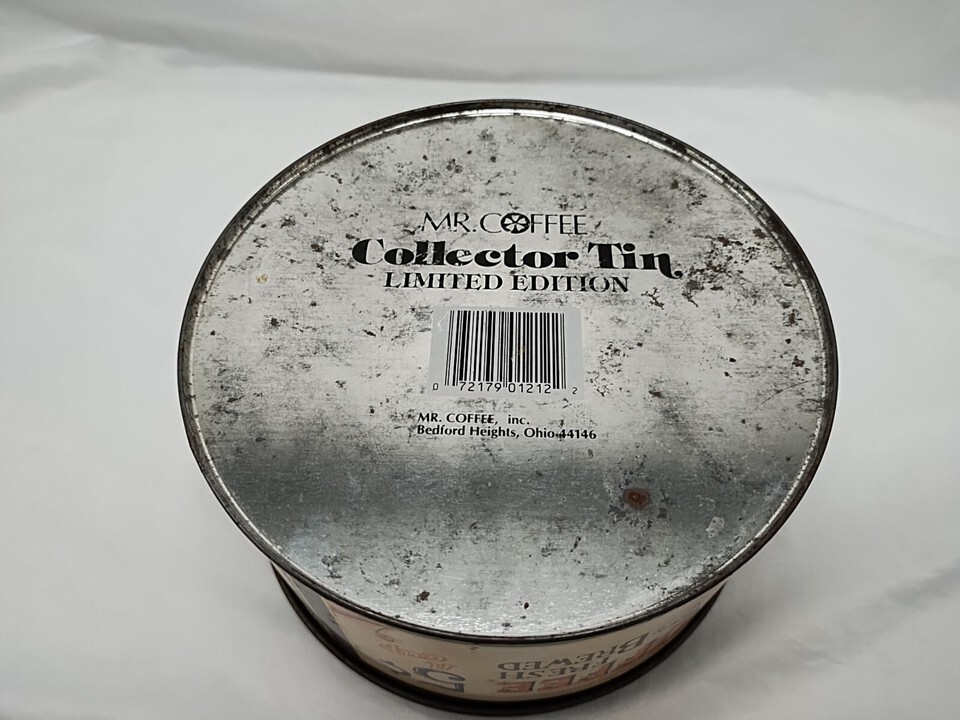 MR. COFFEE
Collector Tin
LIMITED EDITION
0 72179 01212 2
MR. COFFEE, inc.
Bedford Heights, Ohio 44146
BREWED
FRESH